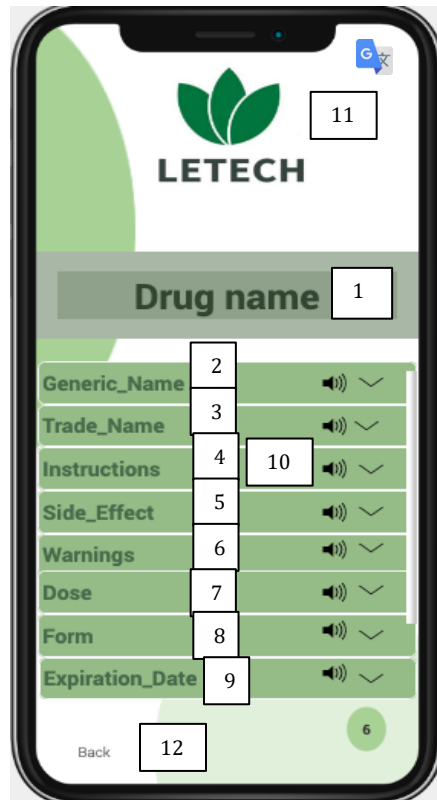 G 文
11
LETECH
Drug name 1
2
Generic_Name
3
Trade_Name
4 10
Instructions
5
Side_Effect
6
Warnings
7
Dose
8
Form
9
Expiration_Date
6
12
Back